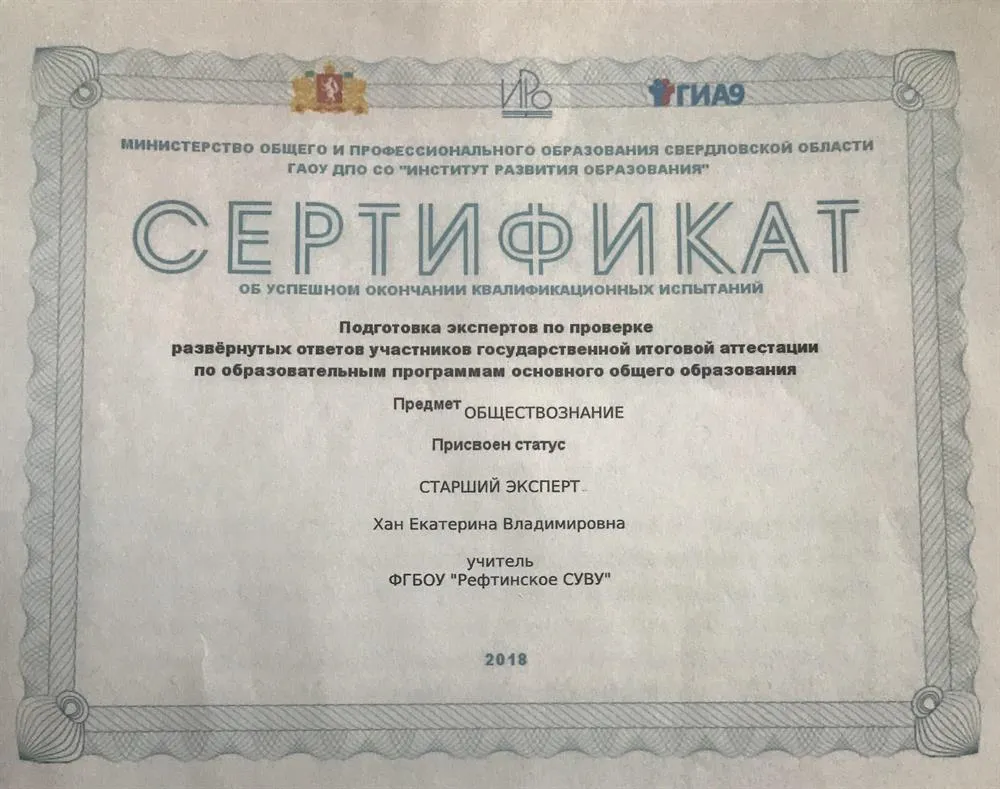 ИРО
ГИА9
МИНИСТЕРСТВО ОБЩЕГО И ПРОФЕССИОНАЛЬНОГО ОБРАЗОВАНИЯ СВЕРДЛОВСКОЙ ОБЛАСТИ
ГАОУ ДПО СО "ИНСТИТУТ РАЗВИТИЯ ОБРАЗОВАНИЯ"
СЕРТИФИКАТ
ОБ УСПЕШНОМ ОКОНЧАНИИ КВАЛИФИКАЦИОННЫХ ИСПЫТАНИЙ
Подготовка экспертов по проверке
развёрнутых ответов участников государственной итоговой аттестации
по образовательным программам основного общего образования
Предмет ОБЩЕСТВОЗНАНИЕ
Присвоен статус
СТАРШИЙ ЭКСПЕРТ
Хан Екатерина Владимировна
учитель
ФГБОУ "Рефтинское СУВУ"
2018